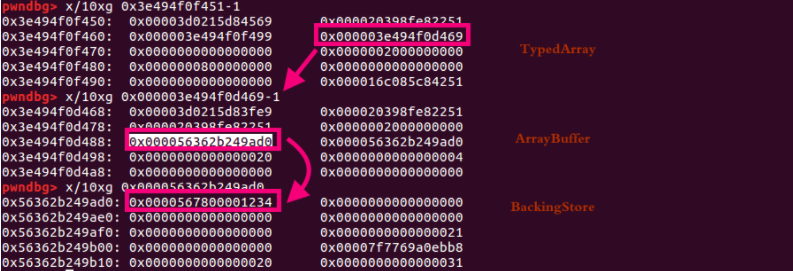 pwndbg> x/10xg 0x3e494f0f451-1
0x3e494f0f450: 0x00003d0215d84569 0x000020398fe82251
0x3e494f0f460: 0x000003e494f0f499 0x000003e494f0d469
0x3e494f0f470: 0x0000000000000000 0x0000002000000000 TypedArray
0x3e494f0f480: 0x0000000800000000 0x0000000000000000
0x3e494f0f490: 0x0000000000000000 0x000016c085c84251
pwndbg> x/10xg 0x000003e494f0d469-1
0x3e494f0d468: 0x00003d0215d83fe9 0x000020398fe82251
0x3e494f0d478: 0x000020398fe82251 0x0000002000000000
0x3e494f0d488: 0x000056362b249ad0 0x000056362b249ad0 ArrayBuffer
0x3e494f0d498: 0x0000000000000020 0x0000000000000004
0x3e494f0d4a8: 0x0000000000000000 0x0000000000000000
pwndbg> x/10xg 0x000056362b249ad0
0x56362b249ad0: 0x0000567800001234 0x0000000000000000 BackingStore
0x56362b249ae0: 0x0000000000000000 0x0000000000000000
0x56362b249af0: 0x0000000000000000 0x0000000000000021
0x56362b249b00: 0x0000000000000000 0x00007f7769a0ebb8
0x56362b249b10: 0x0000000000000020 0x0000000000000031